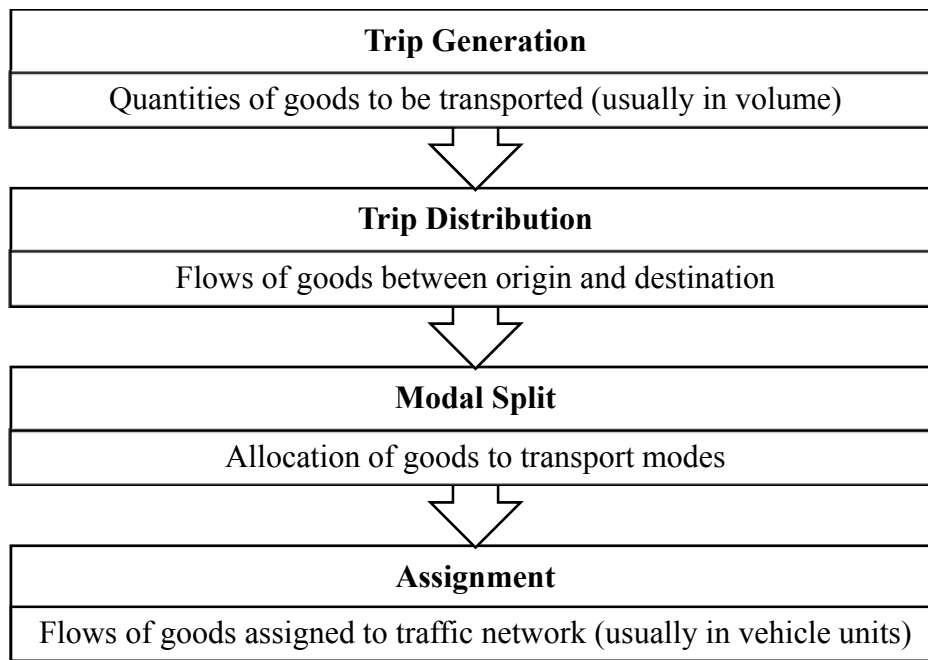 Trip Generation
Quantities of goods to be transported (usually in volume)
Trip Distribution
Flows of goods between origin and destination
Modal Split
Allocation of goods to transport modes
Assignment
Flows of goods assigned to traffic network (usually in vehicle units)